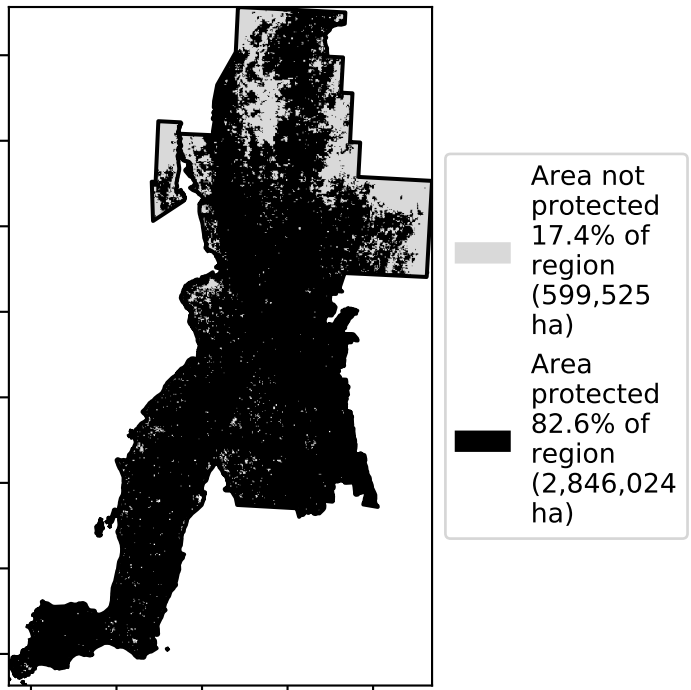 Area not
protected
17.4% of
region
(599,525
ha)
Area
protected
82.6% of
region
(2,846,024
ha)